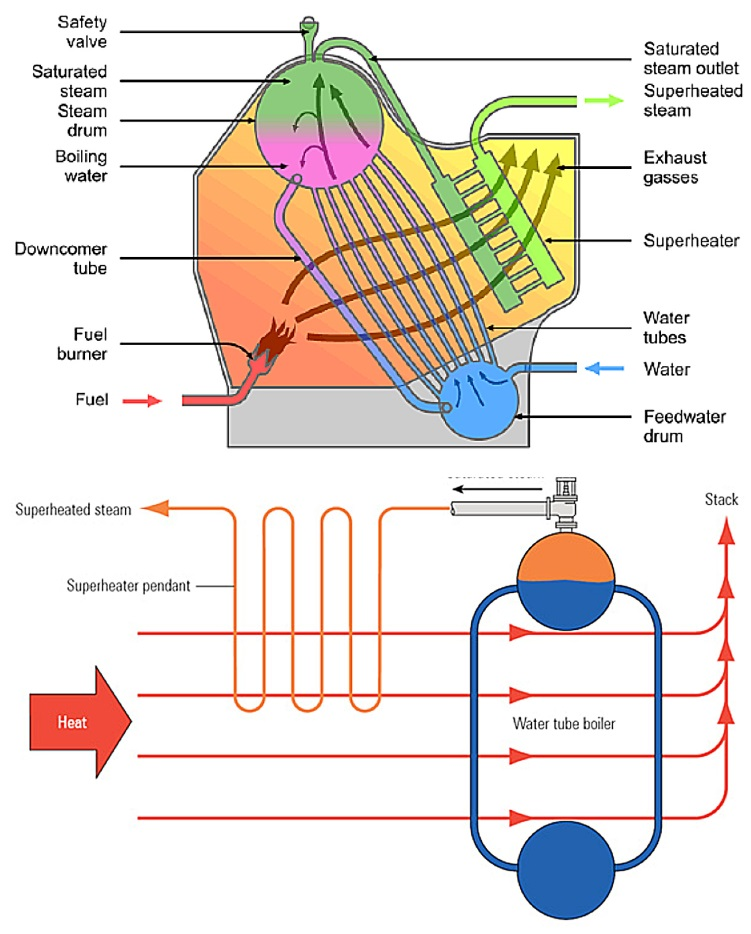 Safety
valve
Saturated
steam
Steam
drum
Boiling
water
Downcomer
tube
Fuel
burner
Fuel
Saturated
steam outlet
Superheated
steam
Exhaust
gasses
Superheater
Water
tubes
Water
Feedwater
drum
Superheated steam
Superheater pendant
Stack
Heat
Water tube boiler